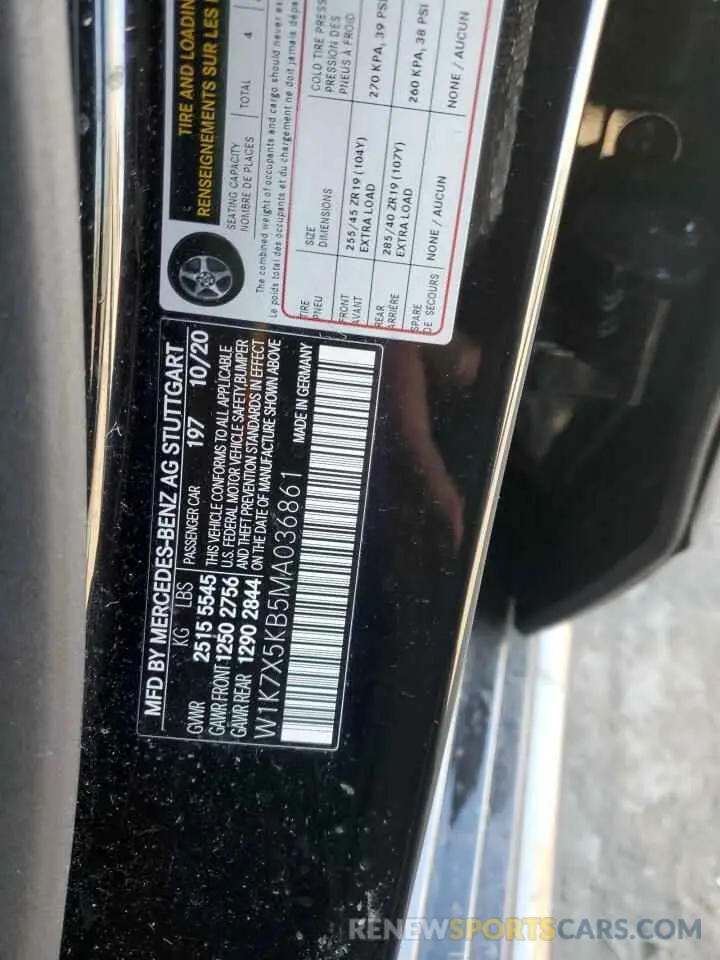 TIRE AND LOADING
RENSEIGNEMENTS SUR LES
SEATING CAPACITY
NOMBRE DE PLACES
TOTAL 4
The combined weight of occupants and cargo should never
Le poids total des occupants et du chargement ne doit jamais
TIRE
PNEU
SIZE
DIMENSIONS
COLD TIRE PRESS
PRESSION DES
PNEUS À FROID
FRONT
AVANT
255/45 ZR19 (104Y)
EXTRA LOAD
270 KPA, 39 PSI
REAR
ARRIÈRE
285/40 ZR19 (107Y)
EXTRA LOAD
260 KPA, 38 PSI
SPARE
DE SECOURS
NONE / AUCUN
NONE / AUCUN
MFD BY MERCEDES-BENZ AG STUTTGART
KG LBS PASSENGER CAR 197 10/20
GVWR 2515 5545
GAWR FRONT 1250 2756
GAWR REAR 1290 2844
THIS VEHICLE CONFORMS TO ALL APPLICABLE
U.S. FEDERAL MOTOR VEHICLE SAFETY, BUMPER
AND THEFT PREVENTION STANDARDS IN EFFECT
ON THE DATE OF MANUFACTURE SHOWN ABOVE
W1K7X5KB5MA036861 MADE IN GERMANY
RENEWSPORTSCARS.COM